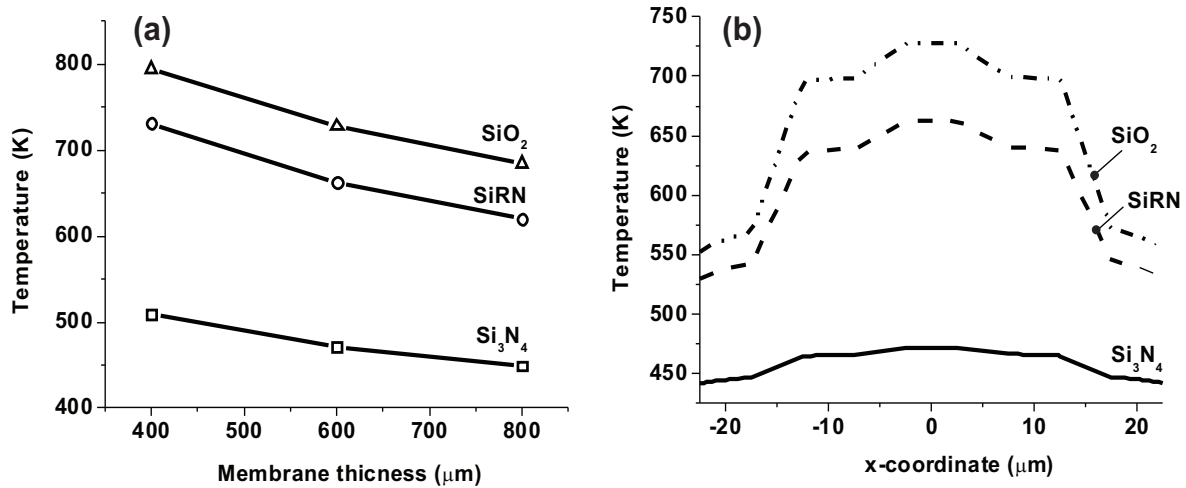 (a)
Temperature (K)
800
700
600
500
400
SiO2
SiRN
Si3N4
400 500 600 700 800
Membrane thicness (μm)
(b)
Temperature (K)
750
700
650
600
550
500
450
SiO2
SiRN
Si3N4
-20 -10 0 10 20
x-coordinate (μm)